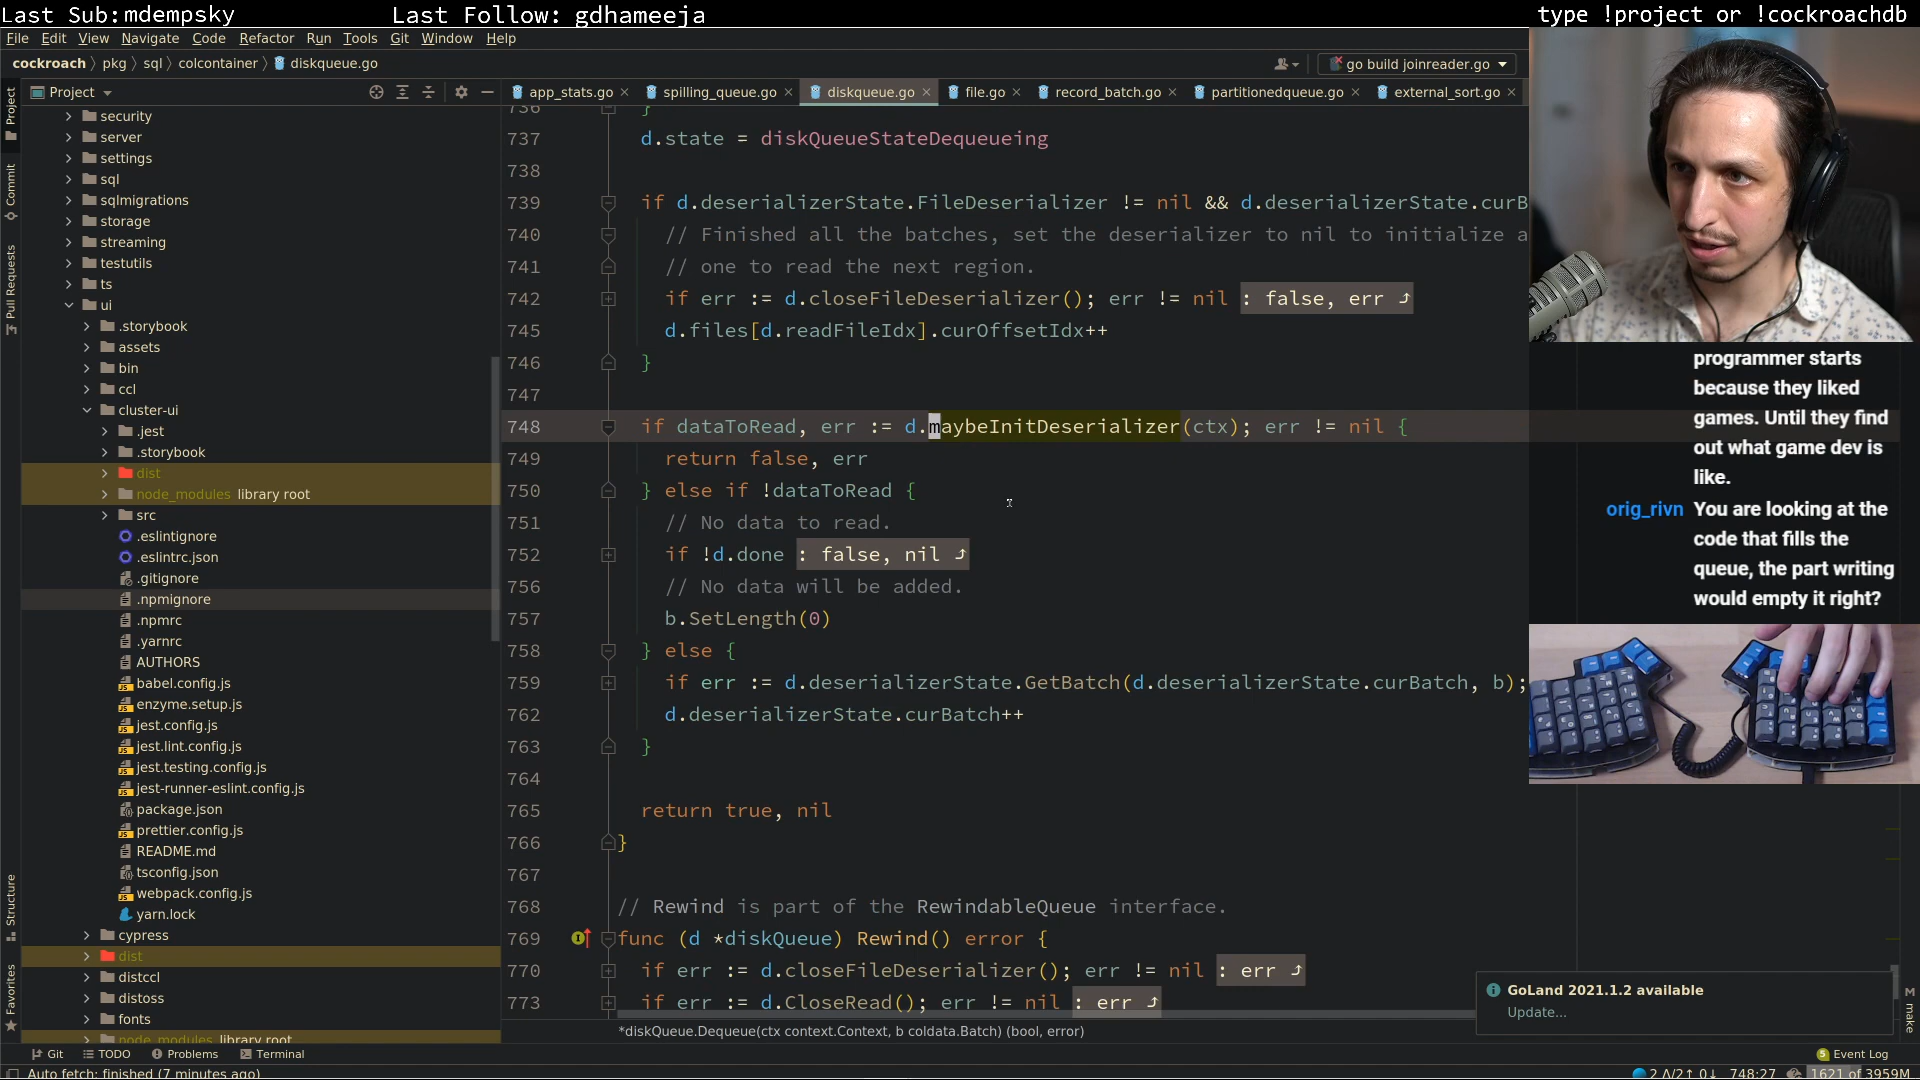 Last Sub:mdempsky
Last Follow: gdhameeja
type !project or !cockroachdb
File Edit View Navigate Code Refactor Run Tools Git Window Help
cockroach pkg sql colcontainer diskqueue.go
go build joinreader.go
Project
app_stats.go
spilling_queue.go
diskqueue.go
file.go
record_batch.go
partitionedqueue.go
external_sort.go
Project
Commit
Pull Requests
Structure
Favorites
security
server
settings
sql
sqlmigrations
storage
streaming
testutils
ts
ui
.storybook
assets
bin
ccl
cluster-ui
.jest
.storybook
dist
node_modules library root
src
.eslintignore
.eslintrc.json
.gitignore
.npmignore
.npmrc
.yarnrc
AUTHORS
babel.config.js
enzyme.setup.js
jest.config.js
jest.lint.config.js
jest.testing.config.js
jest-runner-eslint.config.js
package.json
prettier.config.js
README.md
tsconfig.json
webpack.config.js
yarn.lock
cypress
dist
distccl
distoss
fonts
node_modules library root
736 }
737 d.state = diskQueueStateDequeueing
738
739 if d.deserializerState.FileDeserializer != nil && d.deserializerState.curB
740 // Finished all the batches, set the deserializer to nil to initialize a
741 // one to read the next region.
742 if err := d.closeFileDeserializer(); err != nil : false, err
745 d.files[d.readFileIdx].curOffsetIdx++
746 }
747
748 if dataToRead, err := d.maybeInitDeserializer(ctx); err != nil {
749 return false, err
750 } else if !dataToRead {
751 // No data to read.
752 if !d.done : false, nil
756 // No data will be added.
757 b.SetLength(0)
758 } else {
759 if err := d.deserializerState.GetBatch(d.deserializerState.curBatch, b);
762 d.deserializerState.curBatch++
763 }
764
765 return true, nil
766 }
767
768 // Rewind is part of the RewindableQueue interface.
769 func (d *diskQueue) Rewind() error {
770 if err := d.closeFileDeserializer(); err != nil : err
773 if err := d.CloseRead(); err != nil : err
*diskQueue.Dequeue(ctx context.Context, b coldata.Batch) (bool, error)
programmer starts
because they liked
games. Until they find
out what game dev is
like.
orig_rivn You are looking at the
code that fills the
queue, the part writing
would empty it right?
GoLand 2021.1.2 available
Update...
make
Git TODO Problems Terminal
5 Event Log
Auto fetch: finished (7 minutes ago)
748:27
1621 of 3959M